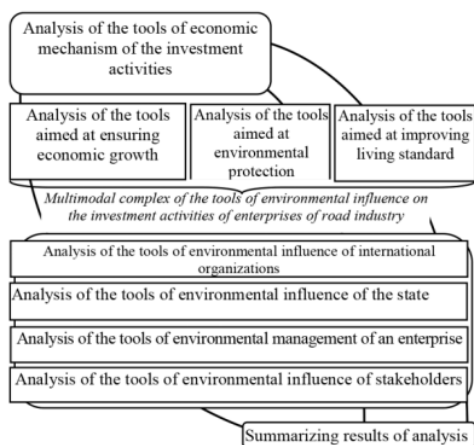 Analysis of the tools of economic
mechanism of the investment
activities
Analysis of the tools
aimed at ensuring
economic growth
Analysis of the tools
aimed at
environmental
protection
Analysis of the tools
aimed at improving
living standard
Multimodal complex of the tools of environmental influence on
the investment activities of enterprises of road industry
Analysis of the tools of environmental influence of international
organizations
Analysis of the tools of environmental influence of the state
Analysis of the tools of environmental management of an enterprise
Analysis of the tools of environmental influence of stakeholders
Summarizing results of analysis